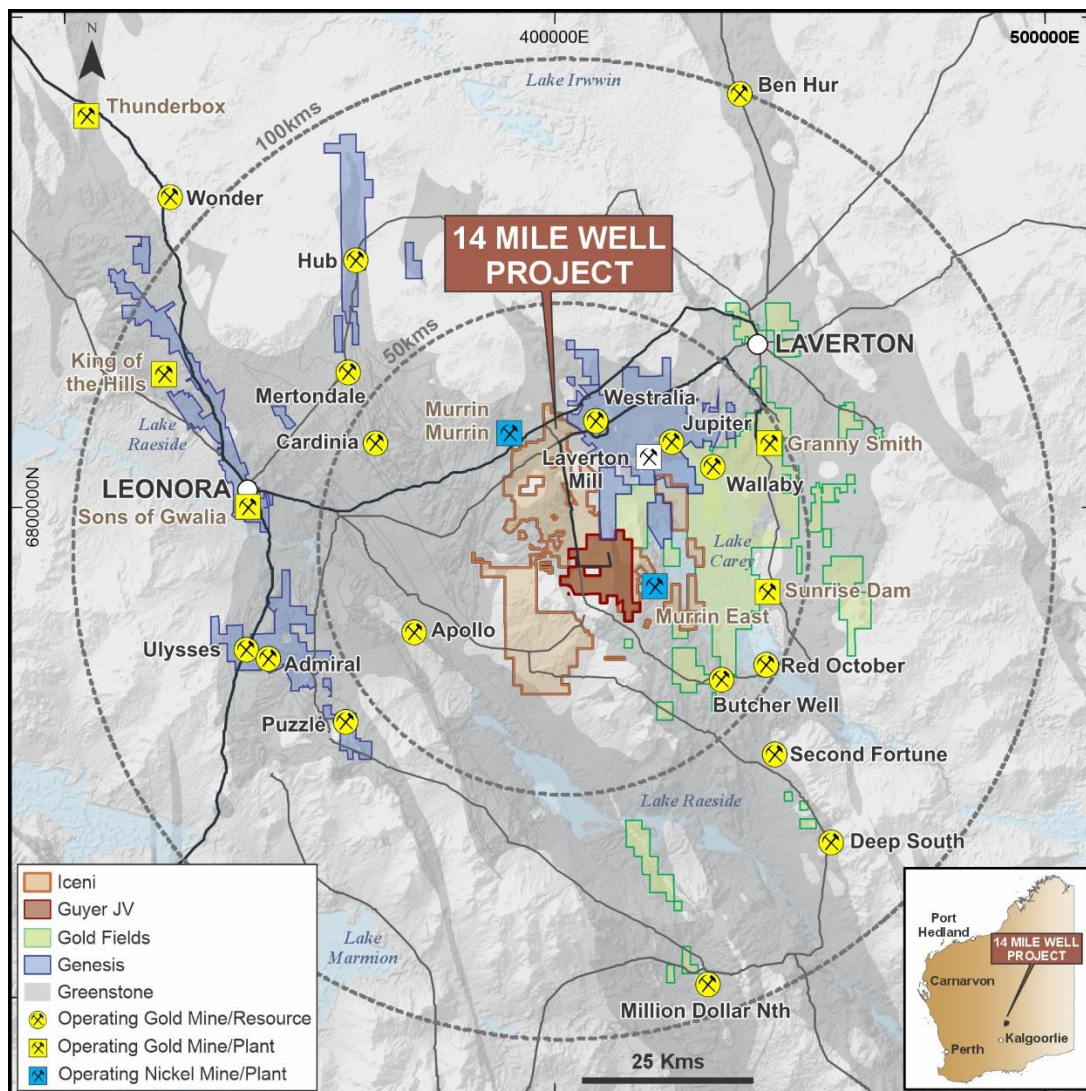 400000E
500000E
N
Lake Irwwin
Ben Hur
Thunderbox
100kms
Wonder
14 MILE WELL
PROJECT
Hub
50kms
LAVERTON
King of
the Hills
Mertondale
Westralia
Murrin
Murrin
Jupiter
Lake
Raeside
Cardinia
Granny Smith
Laverton
Mill
Wallaby
LEONORA
Sons of Gwalia
6800000N
Lake
Carey
Sunrise Dam
Murrin East
Apollo
Ulysses
Admiral
Red October
Butcher Well
Puzzle
Second Fortune
Lake Raeside
Deep South
Iceni
Guyer JV
Gold Fields
Genesis
Greenstone
Operating Gold Mine/Resource
Operating Gold Mine/Plant
Operating Nickel Mine/Plant
Lake
Marmion
Million Dollar Nth
25 Kms
Port
Hedland
14 MILE WELL
PROJECT
Carnarvon
Kalgoorlie
Perth